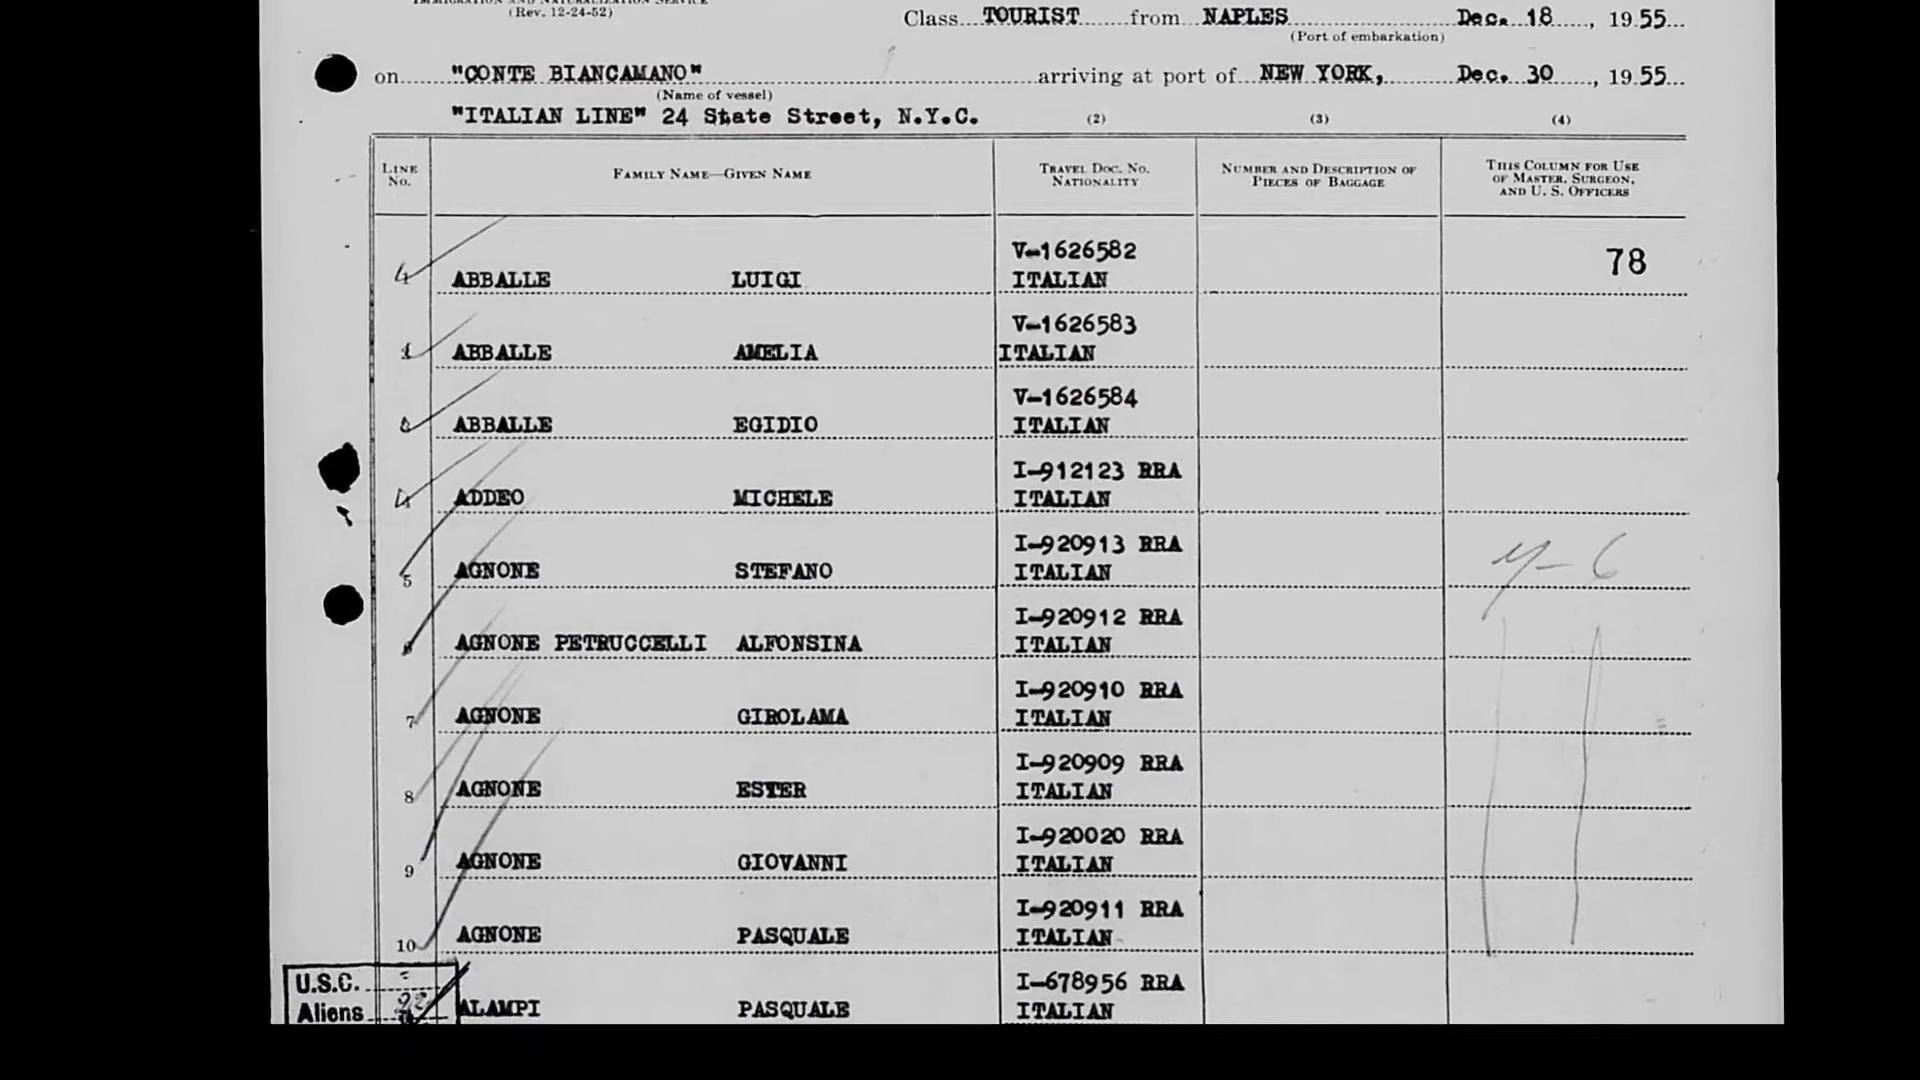 IMMIGRATION AND NATURALIZATION SERVICE
(Rev. 12-24-52)
Class TOURIST from NAPLES Dec. 18, 1955
(Port of embarkation)
on "CONTE BIANCAMANO" arriving at port of NEW YORK, Dec. 30, 1955
(Name of vessel)
"ITALIAN LINE" 24 State Street, N.Y.C. (2) (3) (4)
LINE No. FAMILY NAME—GIVEN NAME TRAVEL DOC. No. NATIONALITY NUMBER AND DESCRIPTION OF PIECES OF BAGGAGE THIS COLUMN FOR USE OF MASTER, SURGEON, AND U. S. OFFICERS
V-1626582 78
ABBALLE LUIGI ITALIAN
V-1626583
ABBALLE AMELIA ITALIAN
V-1626584
ABBALLE EGIDIO ITALIAN
I-912123 RRA
ADDEO MICHELE ITALIAN
I-920913 RRA
5 AGNONE STEFANO ITALIAN
I-920912 RRA
6 AGNONE PETRUCCELLI ALFONSINA ITALIAN
I-920910 RRA
7 AGNONE GIROLAMA ITALIAN
I-920909 RRA
8 AGNONE ESTER ITALIAN
I-920020 RRA
9 AGNONE GIOVANNI ITALIAN
I-920911 RRA
10 AGNONE PASQUALE ITALIAN
I-678956 RRA
ALAMPI PASQUALE ITALIAN
U.S.C.
Aliens